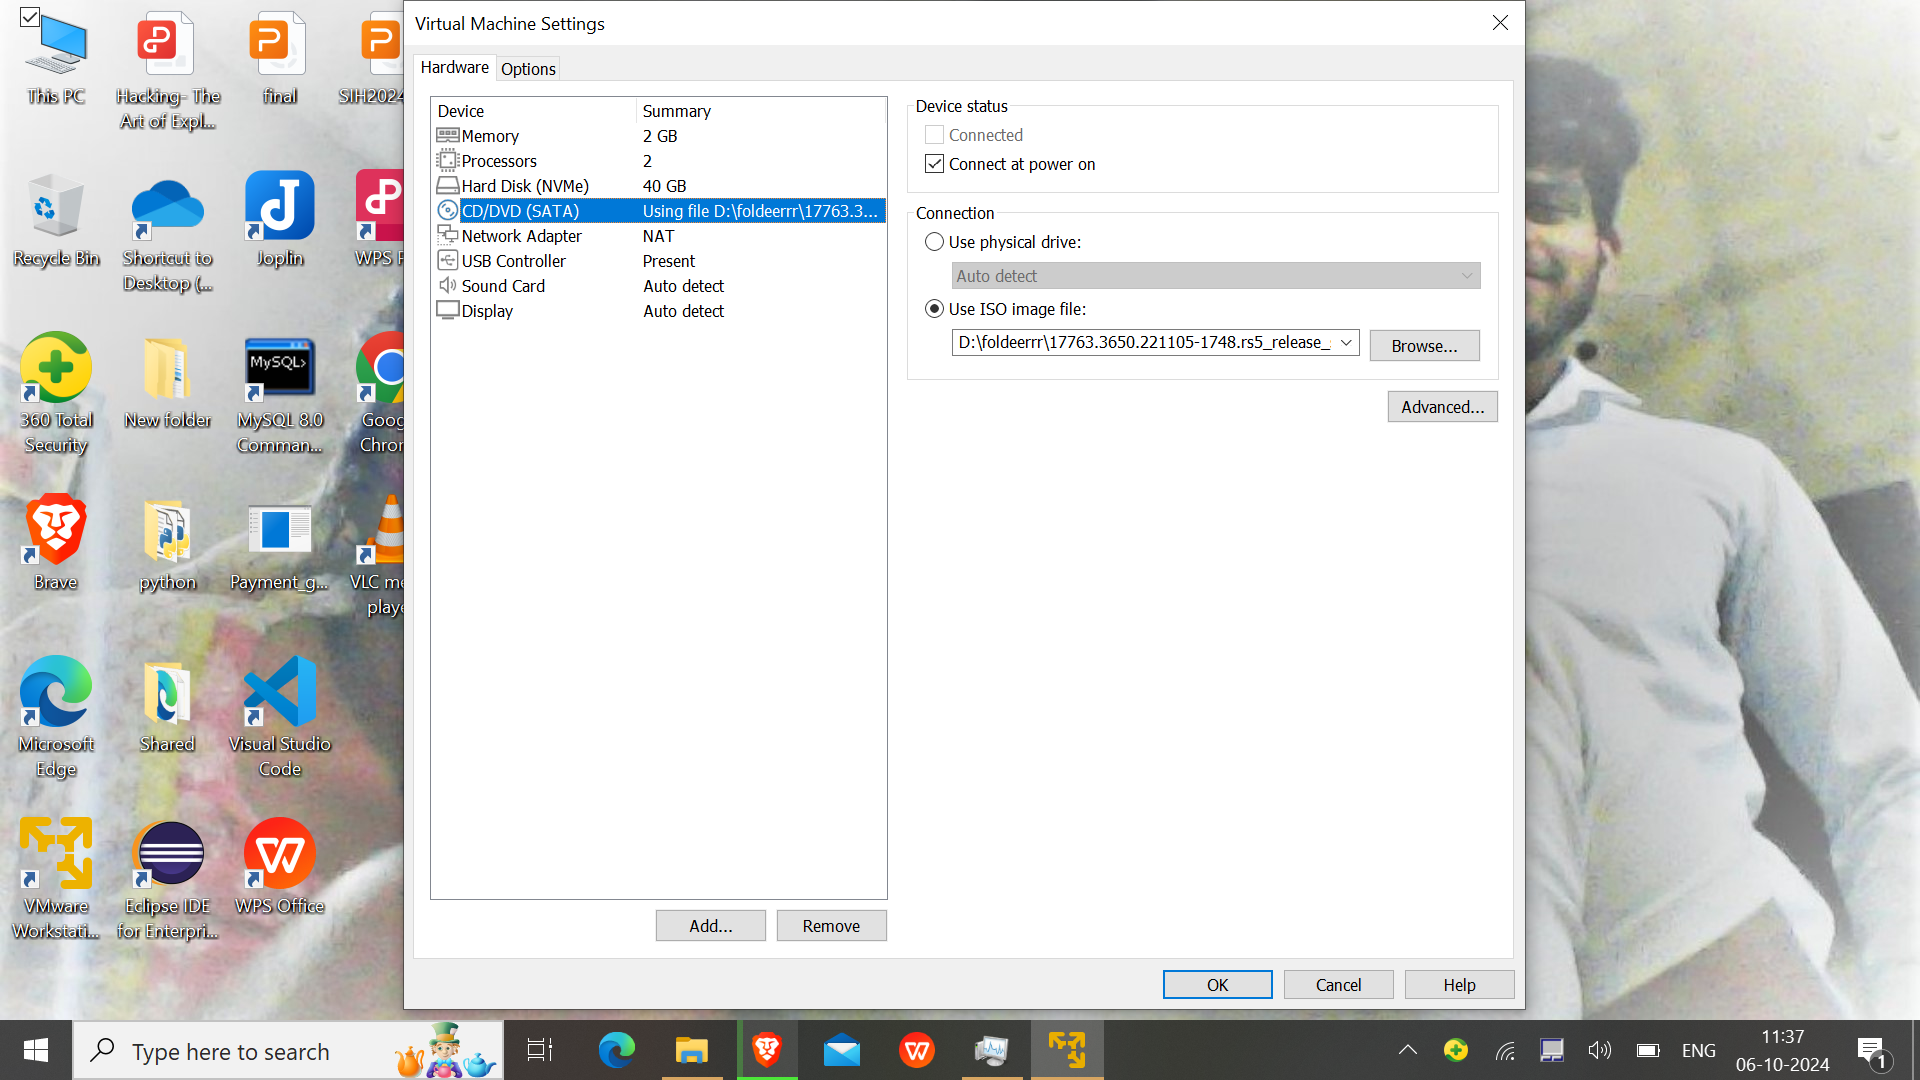 Virtual Machine Settings
Hardware
Options
Device Summary
Memory 2 GB
Processors 2
Hard Disk (NVMe) 40 GB
CD/DVD (SATA) Using file D:\foldeerrr\17763.3...
Network Adapter NAT
USB Controller Present
Sound Card Auto detect
Display Auto detect
Add...
Remove
Device status
Connected
Connect at power on
Connection
Use physical drive:
Auto detect
Use ISO image file:
D:\foldeerrr\17763.3650.221105-1748.rs5_release_
Browse...
Advanced...
OK
Cancel
Help
This PC
Hacking- The
Art of Expl...
final
SIH2024
Recycle Bin
Shortcut to
Desktop (...
Joplin
WPS
360 Total
Security
New folder
MySQL>
MySQL 8.0
Comman...
Goog
Chro
Brave
python
Payment_g...
VLC me
playe
Microsoft
Edge
Shared
Visual Studio
Code
VMware
Workstati...
Eclipse IDE
for Enterpri...
WPS Office
Type here to search
ENG
11:37
06-10-2024
1